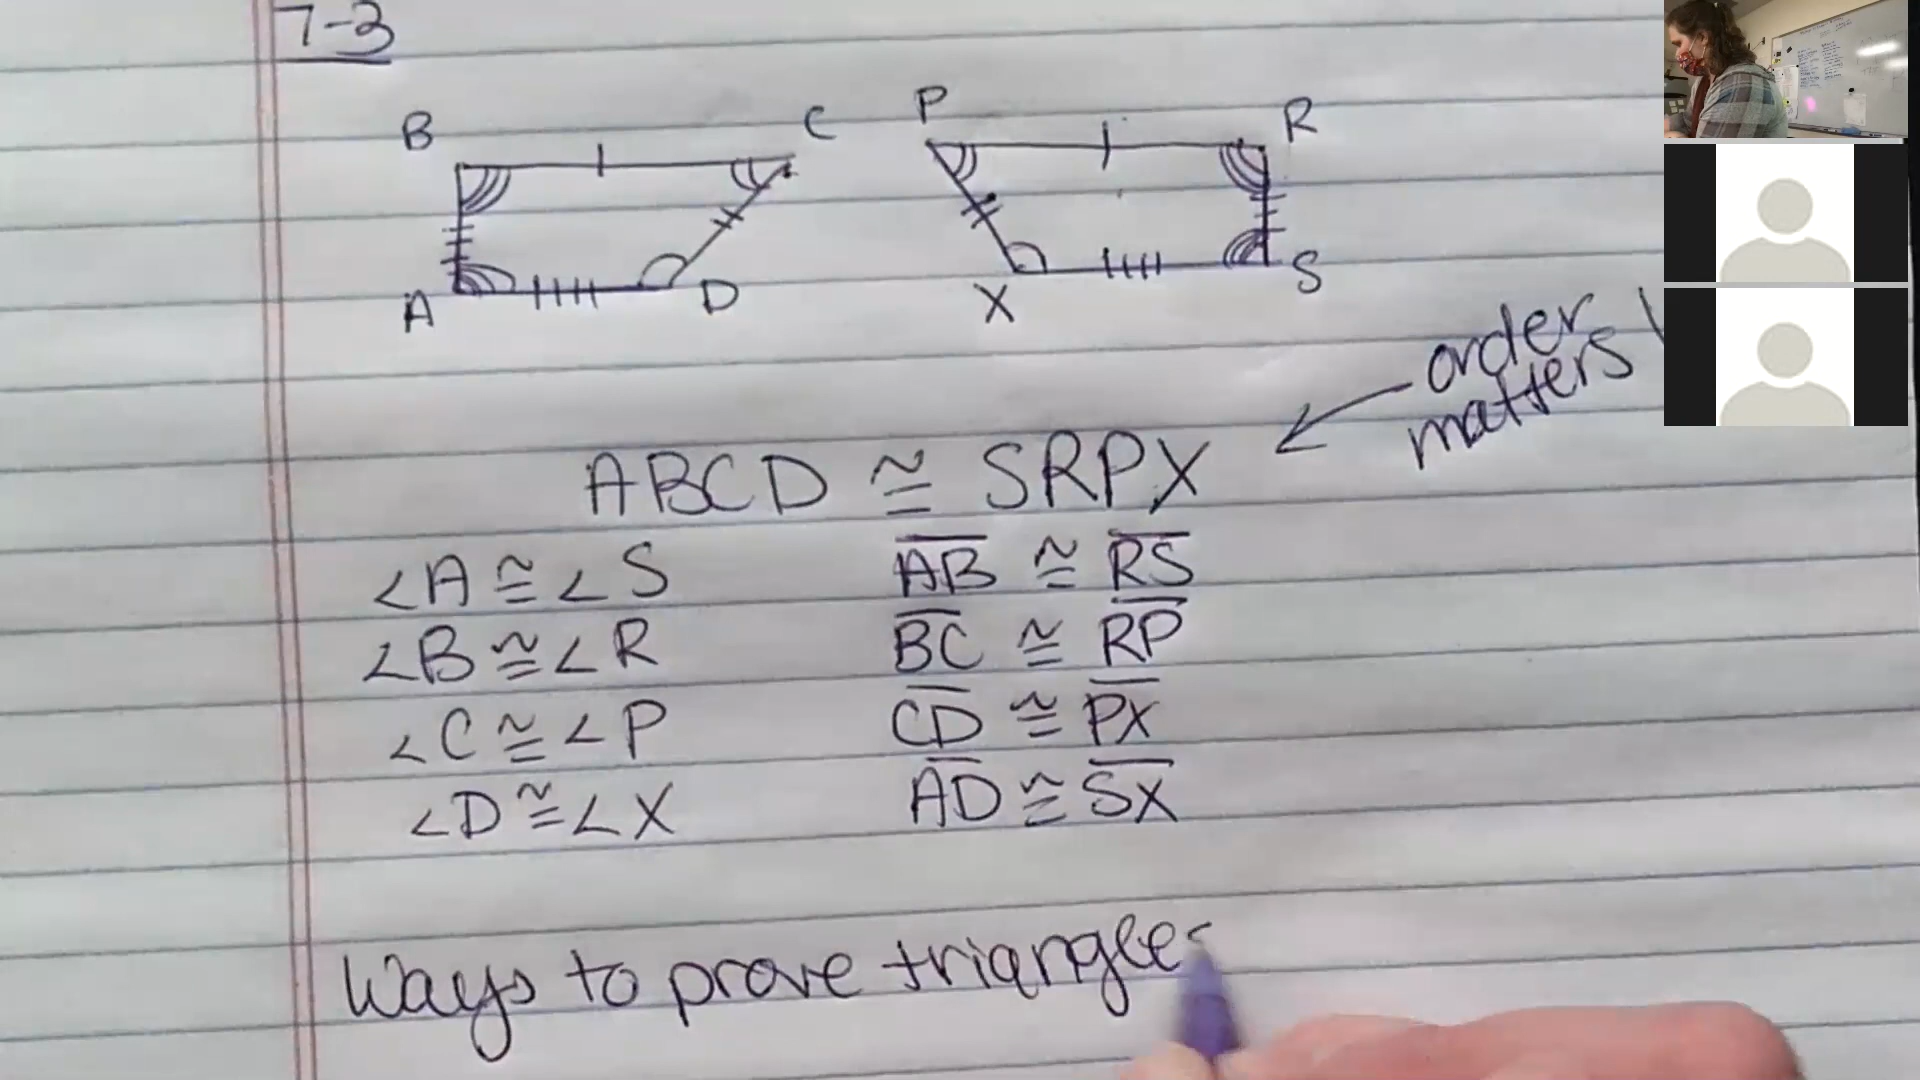 7-3
B C P R
A D X S
order
matters
ABCD ≅ SRPX
∠A ≅ ∠S AB ≅ RS
∠B ≅ ∠R BC ≅ RP
∠C ≅ ∠P CD ≅ PX
∠D ≅ ∠X AD ≅ SX
Ways to prove triangles